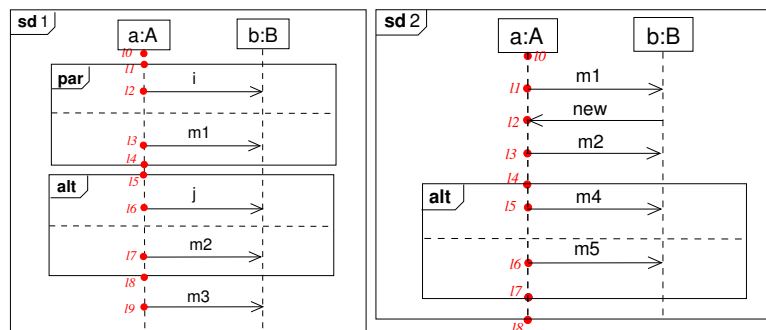 sd 1
a:A b:B
l0
l1
par
i
l2
m1
l3
l4
l5
alt
j
l6
m2
l7
l8
m3
l9
sd 2
a:A b:B
l0
m1
l1
new
l2
m2
l3
l4
alt
m4
l5
m5
l6
l7
l8